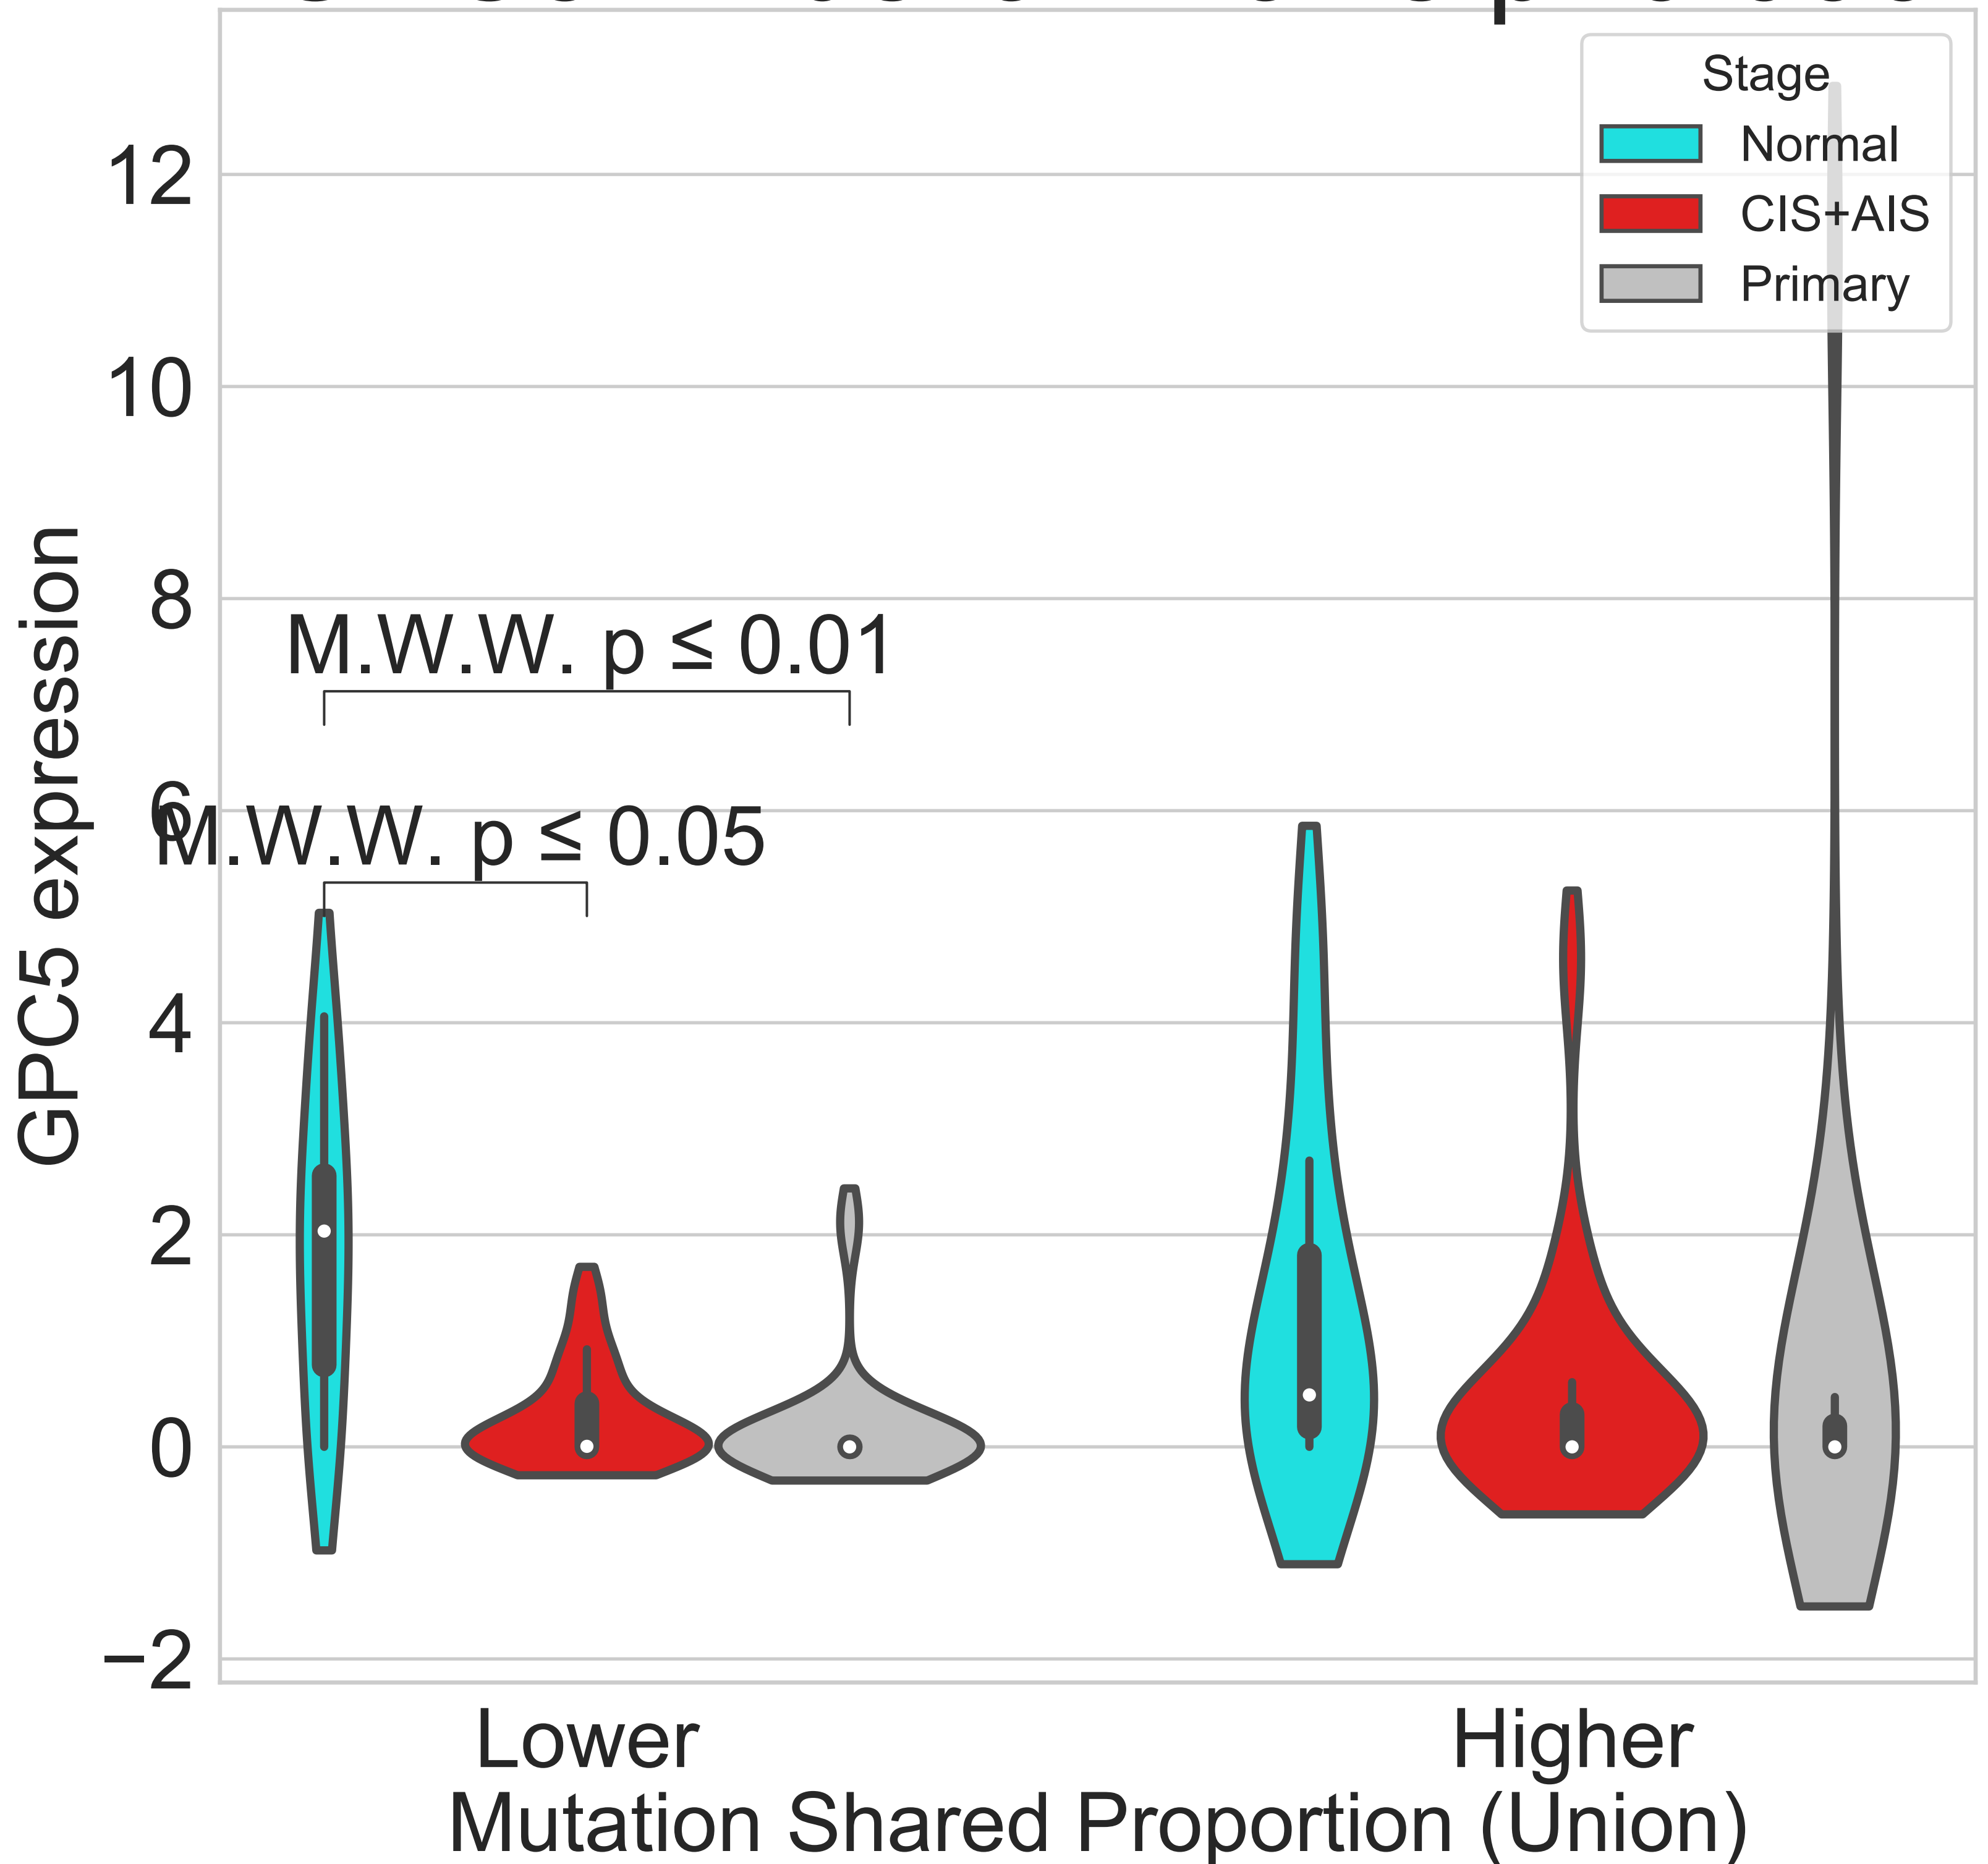 Stage
Normal
CIS+AIS
Primary
12
10
8
6
4
2
0
−2
GPC5 expression
M.W.W. p ≤ 0.01
M.W.W. p ≤ 0.05
Lower
Higher
Mutation Shared Proportion (Union)